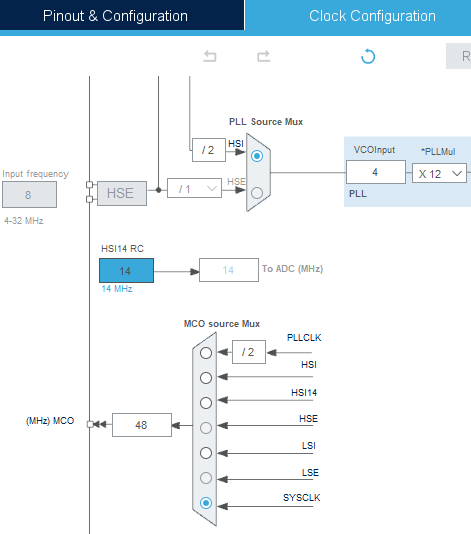 Pinout & Configuration
Clock Configuration
R
PLL Source Mux
/ 2
HSI
VCOInput
*PLLMul
Input frequency
8
HSE
/ 1
HSE
4
X 12
PLL
4-32 MHz
HSI14 RC
14
14
To ADC (MHz)
14 MHz
MCO source Mux
PLLCLK
/ 2
HSI
HSI14
(MHz) MCO
48
HSE
LSI
LSE
SYSCLK